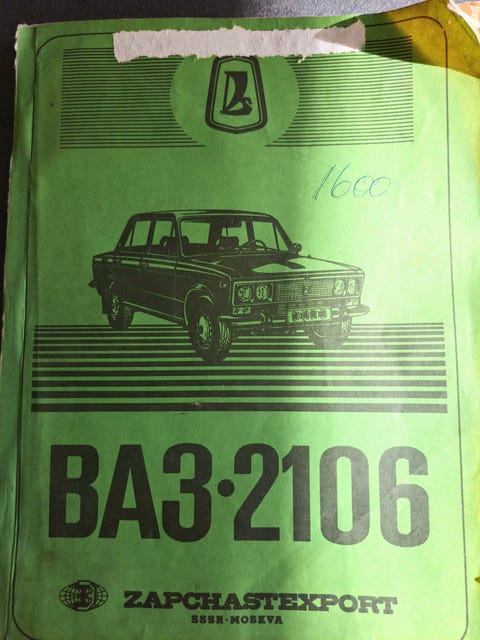 1600
ВАЗ·2106
ZAPCHASTEXPORT
SSSR-MOSKVA